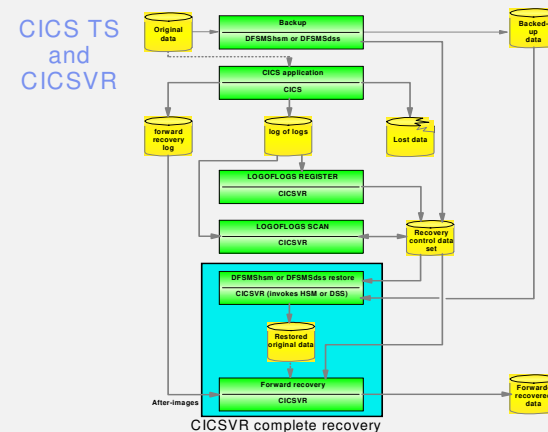 CICS TS
and
CICSVR
Original
data
Backup
DFSMShsm or DFSMSdss
Backed-
up
data
CICS application
CICS
forward
recovery
log
log of logs
Lost data
LOGOFLOGS REGISTER
CICSVR
LOGOFLOGS SCAN
CICSVR
Recovery
control data
set
DFSMShsm or DFSMSdss restore
CICSVR (invokes HSM or DSS)
Restored
original data
Forward recovery
CICSVR
After-images
Forward-
recovered
data
CICSVR complete recovery